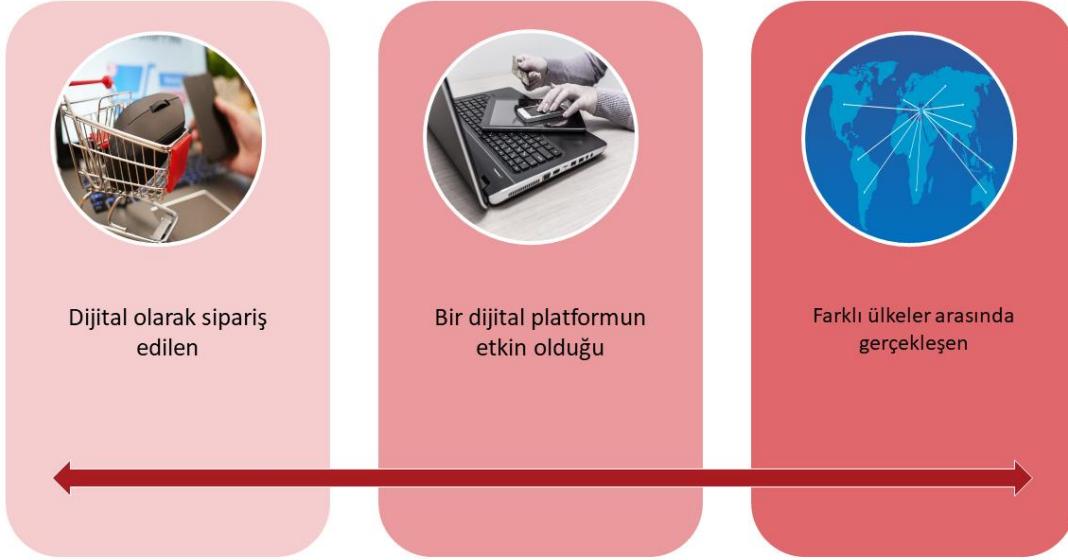 Dijital olarak sipariş
edilen
Bir dijital platformun
etkin olduğu
Farklı ülkeler arasında
gerçekleşen